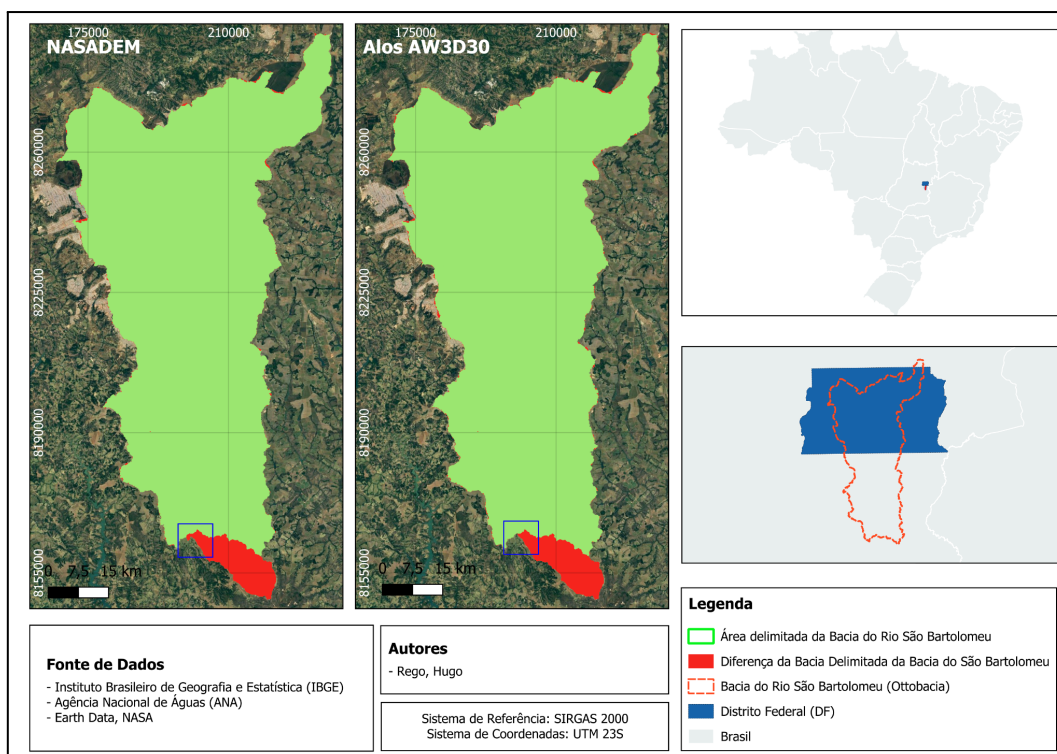 175000 210000
NASADEM
8260000
8225000
8190000
8155000
0 7,5 15 km
175000 210000
Alos AW3D30
8260000
8225000
8190000
8155000
0 7,5 15 km
Fonte de Dados
- Instituto Brasileiro de Geografia e Estatística (IBGE)
- Agência Nacional de Águas (ANA)
- Earth Data, NASA
Autores
- Rego, Hugo
Sistema de Referência: SIRGAS 2000
Sistema de Coordenadas: UTM 23S
Legenda
Área delimitada da Bacia do Rio São Bartolomeu
Diferença da Bacia Delimitada da Bacia do São Bartolomeu
Bacia do Rio São Bartolomeu (Ottobacia)
Distrito Federal (DF)
Brasil